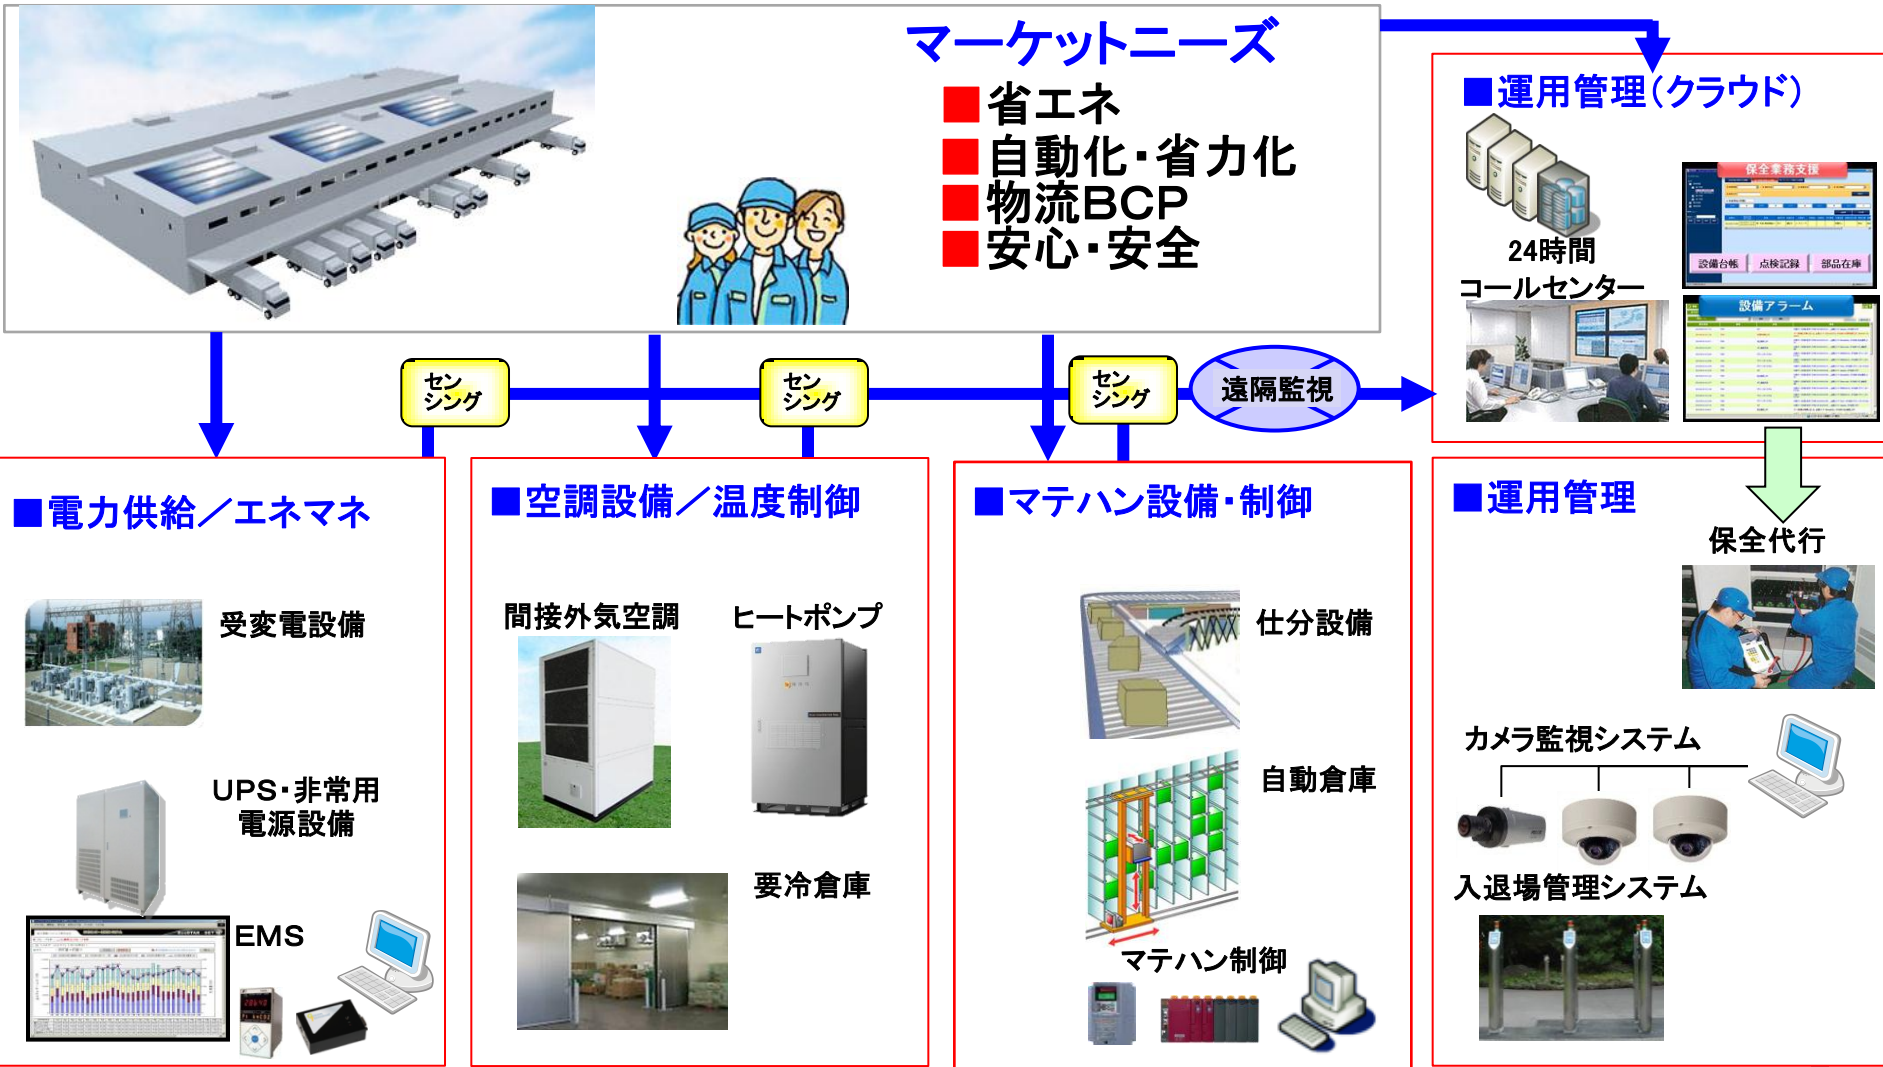 マーケットニーズ
■省エネ
■自動化・省力化
■物流BCP
■安心・安全
■運用管理(クラウド)
24時間
コールセンター
保全業務支援
設備台帳
点検記録
部品在庫
設備アラーム
セン
シング
セン
シング
セン
シング
遠隔監視
■電力供給/エネマネ
受変電設備
UPS・非常用
電源設備
EMS
■空調設備/温度制御
間接外気空調
ヒートポンプ
要冷倉庫
■マテハン設備・制御
仕分設備
自動倉庫
マテハン制御
■運用管理
保全代行
カメラ監視システム
入退場管理システム